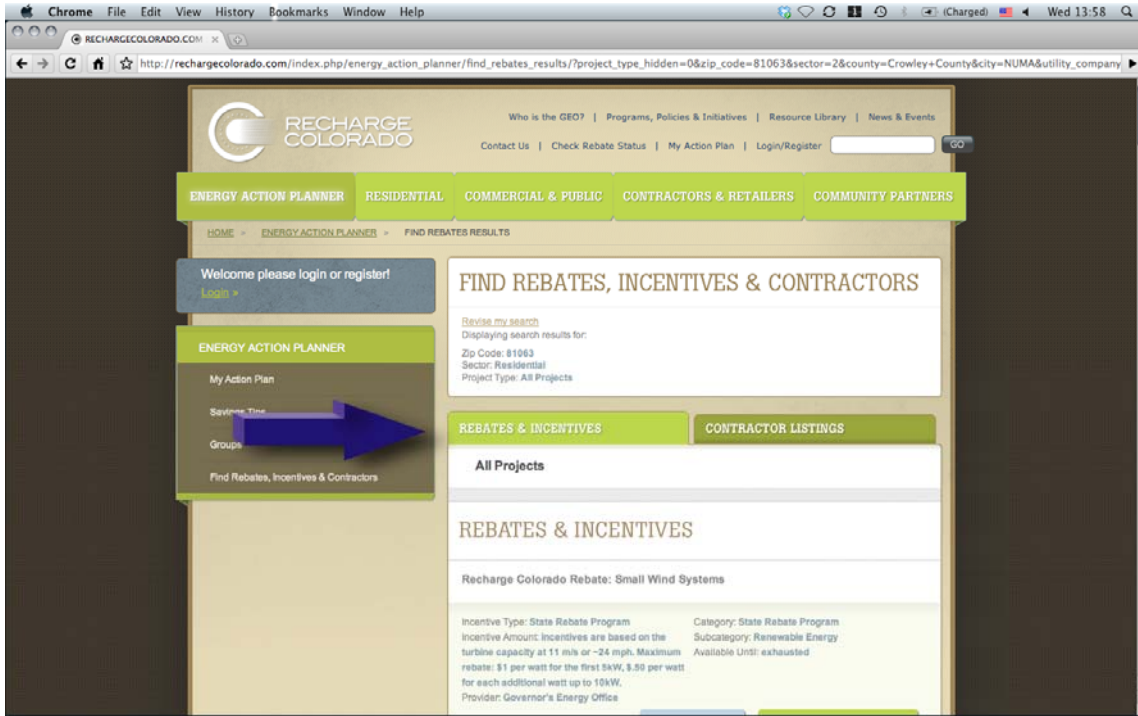 Chrome File Edit View History Bookmarks Window Help (Charged) Wed 13:58
RECHARGECOLORADO.COM
http://rechargecolorado.com/index.php/energy_action_planner/find_rebates_results/?project_type_hidden=0&zip_code=81063&sector=2&county=Crowley+County&city=NUMA&utility_company
RECHARGE
COLORADO
Who is the GEO? | Programs, Policies & Initiatives | Resource Library | News & Events
Contact Us | Check Rebate Status | My Action Plan | Login/Register GO
ENERGY ACTION PLANNER RESIDENTIAL COMMERCIAL & PUBLIC CONTRACTORS & RETAILERS COMMUNITY PARTNERS
HOME » ENERGY ACTION PLANNER » FIND REBATES RESULTS
Welcome please login or register!
Login »
ENERGY ACTION PLANNER
My Action Plan
Savings Tips
Groups
Find Rebates, Incentives & Contractors
FIND REBATES, INCENTIVES & CONTRACTORS
Revise my search
Displaying search results for:
Zip Code: 81063
Sector: Residential
Project Type: All Projects
REBATES & INCENTIVES CONTRACTOR LISTINGS
All Projects
REBATES & INCENTIVES
Recharge Colorado Rebate: Small Wind Systems
Incentive Type: State Rebate Program
Incentive Amount: Incentives are based on the
turbine capacity at 11 m/s or ~24 mph. Maximum
rebate: $1 per watt for the first 5kW, $.50 per watt
for each additional watt up to 10kW.
Provider: Governor's Energy Office
Category: State Rebate Program
Subcategory: Renewable Energy
Available Until: exhausted